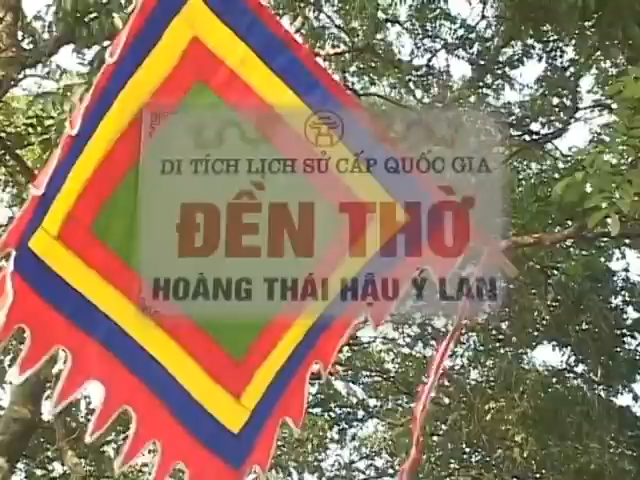 DI TÍCH LỊCH SỬ CẤP QUỐC GIA
ĐỀN THỜ
HOÀNG THÁI HẬU Ỷ LAN